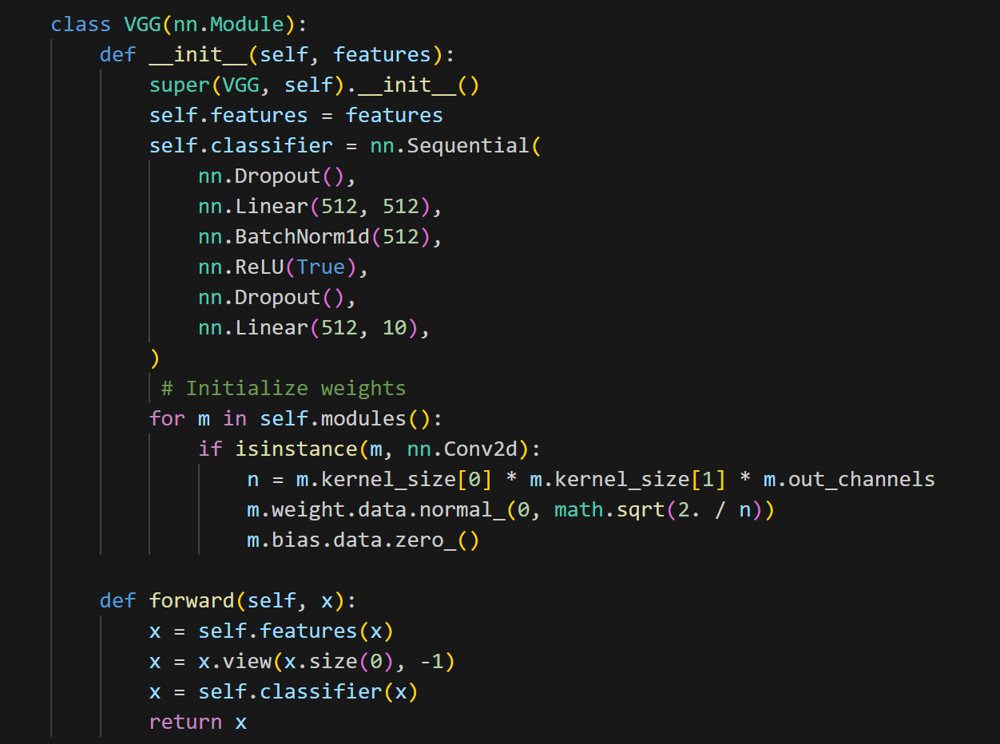 class VGG(nn.Module):
    def __init__(self, features):
        super(VGG, self).__init__()
        self.features = features
        self.classifier = nn.Sequential(
            nn.Dropout(),
            nn.Linear(512, 512),
            nn.BatchNorm1d(512),
            nn.ReLU(True),
            nn.Dropout(),
            nn.Linear(512, 10),
        )
         # Initialize weights
        for m in self.modules():
            if isinstance(m, nn.Conv2d):
                n = m.kernel_size[0] * m.kernel_size[1] * m.out_channels
                m.weight.data.normal_(0, math.sqrt(2. / n))
                m.bias.data.zero_()

    def forward(self, x):
        x = self.features(x)
        x = x.view(x.size(0), -1)
        x = self.classifier(x)
        return x